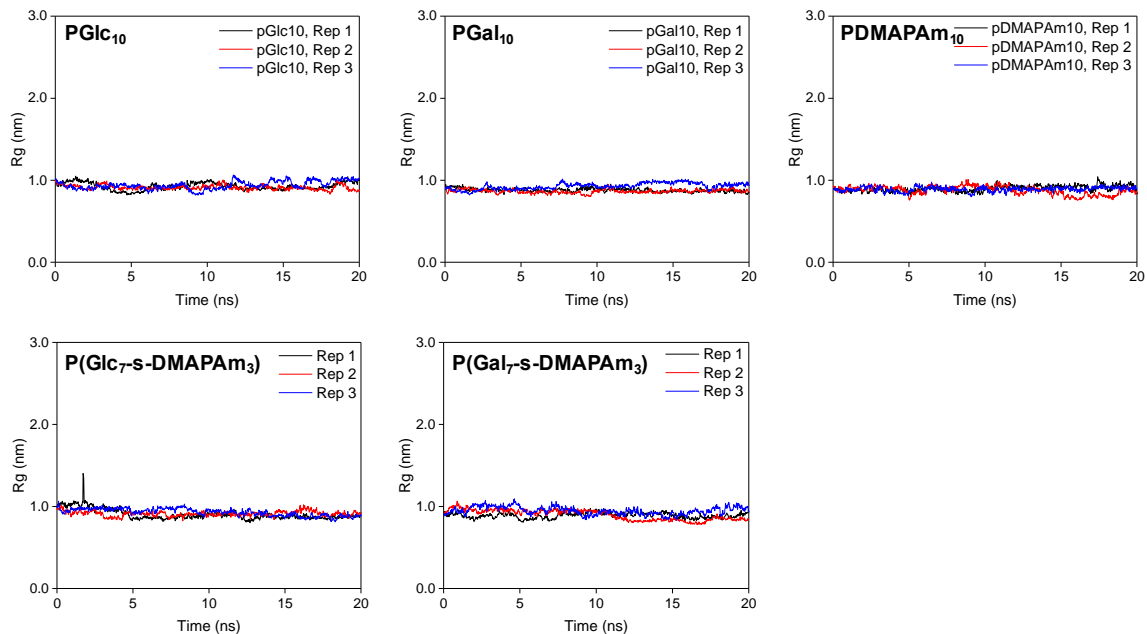 PGlc₁₀
pGlc10, Rep 1
pGlc10, Rep 2
pGlc10, Rep 3
3.0
2.0
1.0
0.0
Rg (nm)
0 5 10 15 20
Time (ns)
PGal₁₀
pGal10, Rep 1
pGal10, Rep 2
pGal10, Rep 3
3.0
2.0
1.0
0.0
Rg (nm)
0 5 10 15 20
Time (ns)
PDMAPAm₁₀
pDMAPAm10, Rep 1
pDMAPAm10, Rep 2
pDMAPAm10, Rep 3
3.0
2.0
1.0
0.0
Rg (nm)
0 5 10 15 20
Time (ns)
P(Glc₇-s-DMAPAm₃)
Rep 1
Rep 2
Rep 3
3.0
2.0
1.0
0.0
Rg (nm)
0 5 10 15 20
Time (ns)
P(Gal₇-s-DMAPAm₃)
Rep 1
Rep 2
Rep 3
3.0
2.0
1.0
0.0
Rg (nm)
0 5 10 15 20
Time (ns)